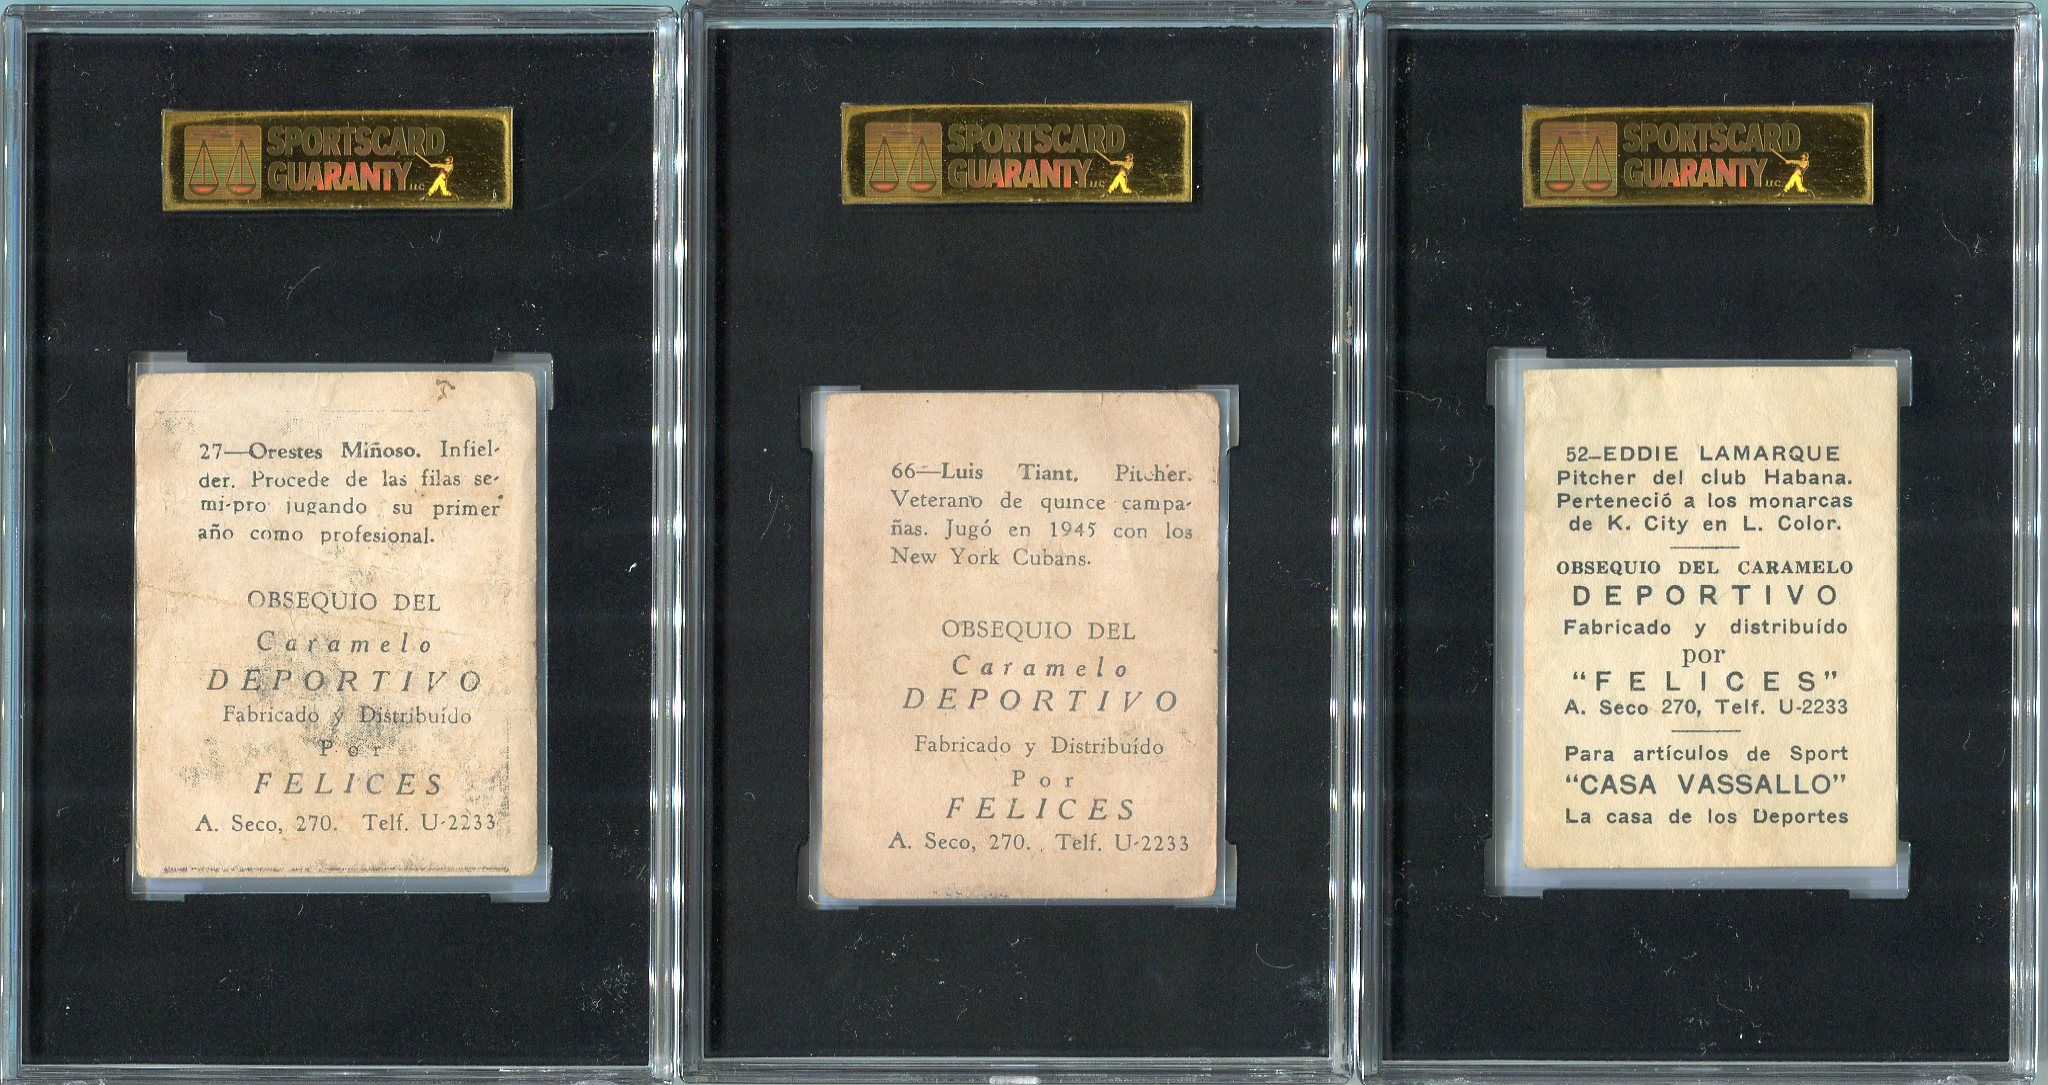 SPORTSCARD
GUARANTY LLC
27—Orestes Miñoso. Infiel-
der. Procede de las filas se-
mi-pro jugando su primer
año como profesional.
OBSEQUIO DEL
Caramelo
DEPORTIVO
Fabricado y Distribuído
Por
FELICES
A. Seco, 270. Telf. U-2233
SPORTSCARD
GUARANTY LLC
66—Luis Tiant. Pitcher.
Veterano de quince campa-
ñas. Jugó en 1945 con los
New York Cubans.
OBSEQUIO DEL
Caramelo
DEPORTIVO
Fabricado y Distribuído
Por
FELICES
A. Seco, 270. Telf. U-2233
SPORTSCARD
GUARANTY LLC
52-EDDIE LAMARQUE
Pitcher del club Habana.
Perteneció a los monarcas
de K. City en L. Color.
OBSEQUIO DEL CARAMELO
DEPORTIVO
Fabricado y distribuído
por
"FELICES"
A. Seco 270, Telf. U-2233
Para artículos de Sport
"CASA VASSALLO"
La casa de los Deportes